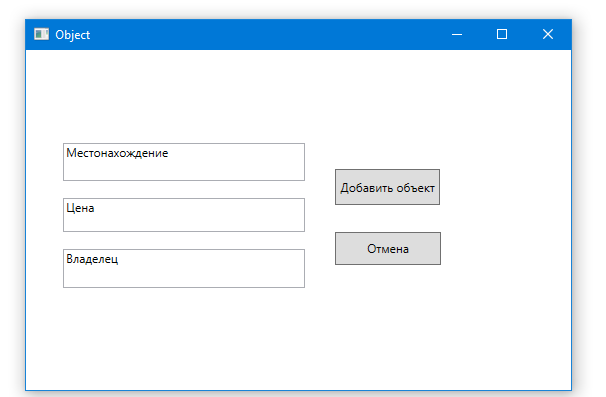 Object
Местонахождение
Добавить объект
Цена
Отмена
Владелец